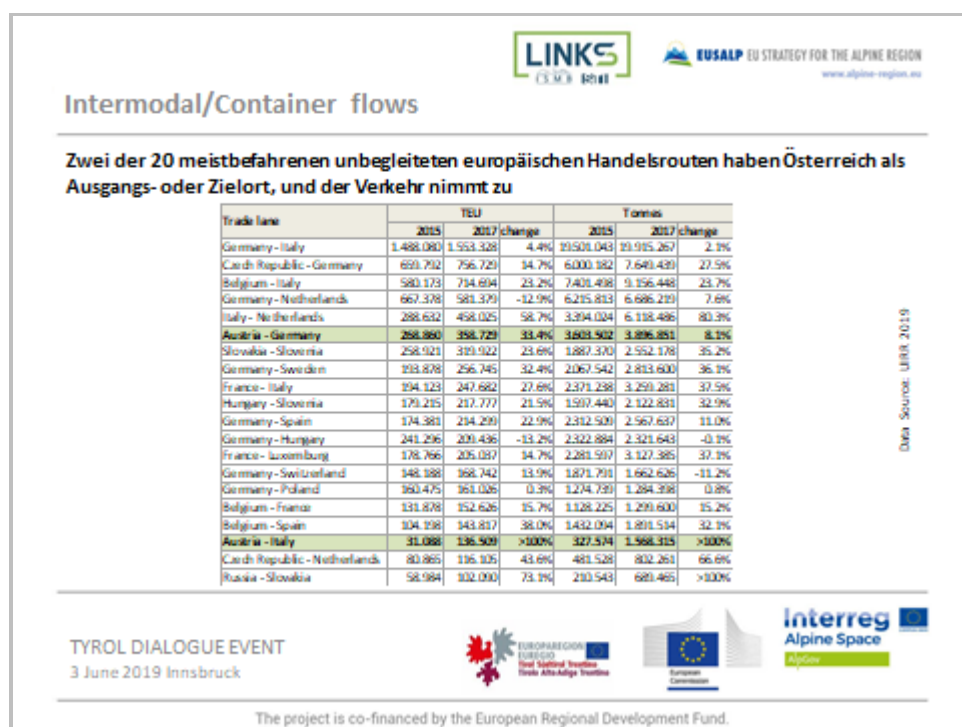 LINKS
EUSALP EU STRATEGY FOR THE ALPINE REGION
www.alpine-region.eu
Intermodal/Container flows
Zwei der 20 meistbefahrenen unbegleiteten europäischen Handelsrouten haben Österreich als
Ausgangs- oder Zielort, und der Verkehr nimmt zu
Trade lane TEU Tonnes
2015 2017 change 2015 2017 change
Germany - Italy 1.488.080 1.553.328 4.4% 19.501.043 19.915.267 2.1%
Czech Republic - Germany 659.792 756.729 14.7% 6.000.182 7.649.439 27.5%
Belgium - Italy 580.173 714.694 23.2% 7.401.498 9.156.448 23.7%
Germany - Netherlands 667.378 581.379 -12.9% 6.215.813 6.686.219 7.6%
Italy - Netherlands 288.632 458.025 58.7% 3.394.024 6.118.486 80.3%
Austria - Germany 268.860 358.729 33.4% 3.603.502 3.896.851 8.1%
Slovakia - Slovenia 258.921 319.922 23.6% 1.887.370 2.552.178 35.2%
Germany - Sweden 193.878 256.745 32.4% 2.067.542 2.813.600 36.1%
France - Italy 194.123 247.682 27.6% 2.371.238 3.259.281 37.5%
Hungary - Slovenia 179.215 217.777 21.5% 1.597.440 2.122.831 32.9%
Germany - Spain 174.381 214.299 22.9% 2.312.509 2.567.637 11.0%
Germany - Hungary 241.296 209.436 -13.2% 2.322.884 2.321.643 -0.1%
France - Luxemburg 178.766 205.037 14.7% 2.281.597 3.127.385 37.1%
Germany - Switzerland 148.188 168.742 13.9% 1.871.791 1.662.626 -11.2%
Germany - Poland 160.475 161.026 0.3% 1.274.739 1.284.398 0.8%
Belgium - France 131.878 152.626 15.7% 1.128.225 1.299.600 15.2%
Belgium - Spain 104.198 143.817 38.0% 1.432.094 1.891.514 32.1%
Austria - Italy 31.088 136.509 >100% 327.574 1.568.315 >100%
Czech Republic - Netherlands 80.865 116.105 43.6% 481.528 802.261 66.6%
Russia - Slovakia 58.984 102.090 73.1% 210.543 689.465 >100%
Data Source: UIRR 2019
TYROL DIALOGUE EVENT
3 June 2019 Innsbruck
EUROPAREGION
EUREGIO
Tirol Südtirol Trentino
Tirolo Alto Adige Trentino
European
Commission
Interreg
Alpine Space
AlpGov
The project is co-financed by the European Regional Development Fund.